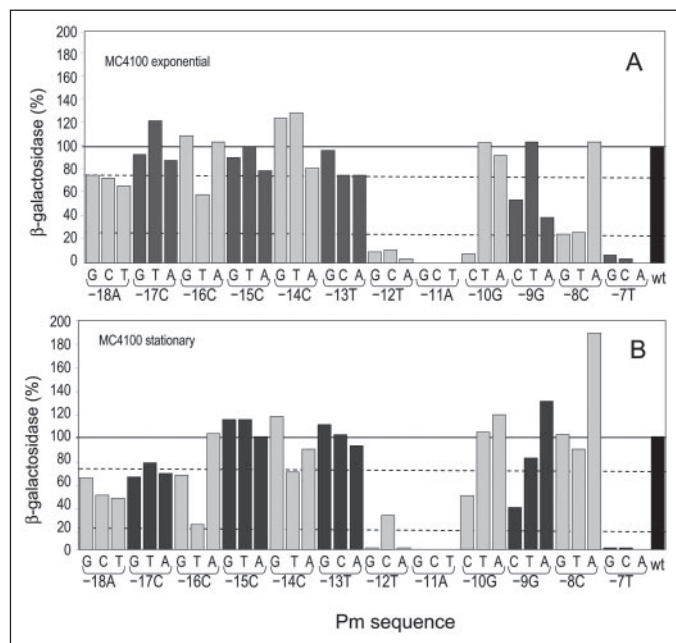 A
MC4100 exponential
β-galactosidase (%)
200
180
160
140
120
100
80
60
40
20
0
G C T G T A G T A G T A G T A G C A G C A G C T C T A C T A G T A G C A wt
−18A −17C −16C −15C −14C −13T −12T −11A −10G −9G −8C −7T
B
MC4100 stationary
β-galactosidase (%)
200
180
160
140
120
100
80
60
40
20
0
G C T G T A G T A G T A G T A G C A G C A G C T C T A C T A G T A G C A wt
−18A −17C −16C −15C −14C −13T −12T −11A −10G −9G −8C −7T
Pm sequence